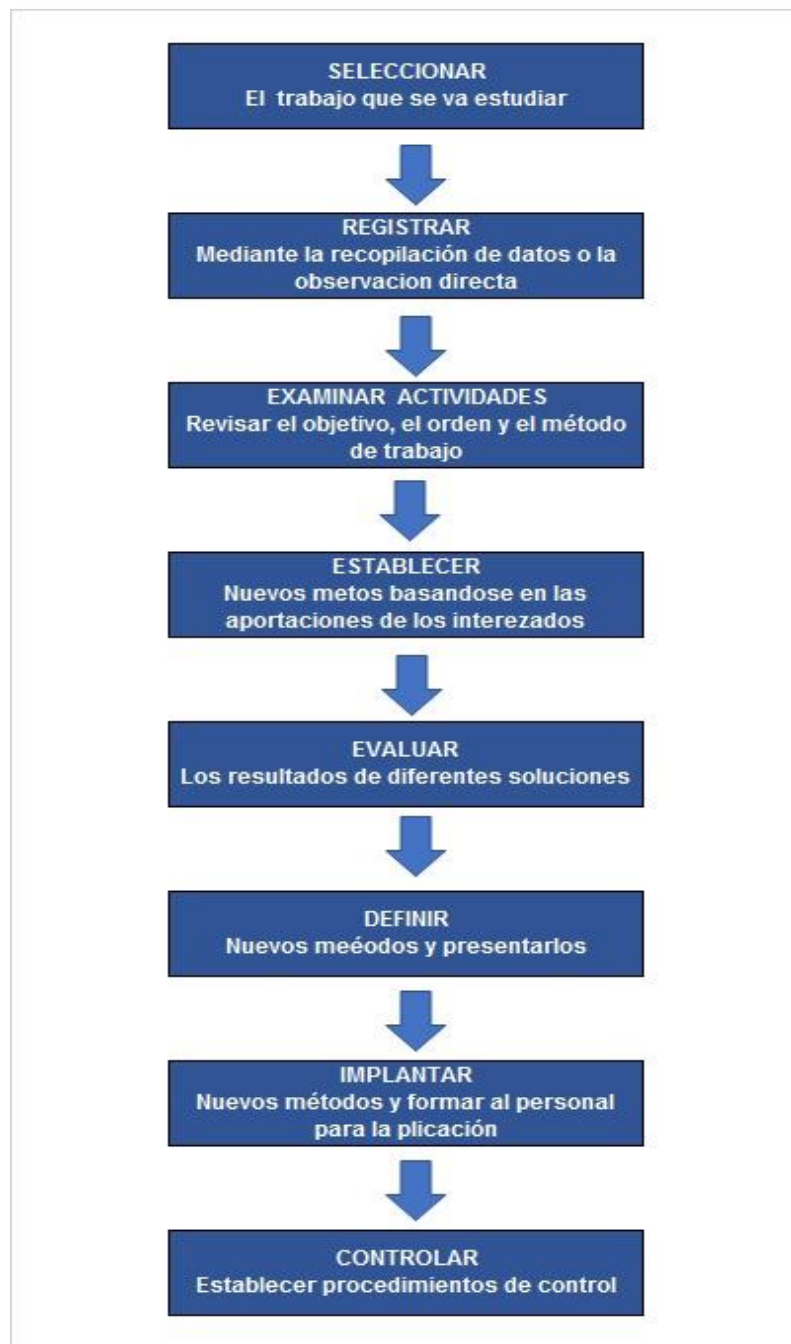 SELECCIONAR
El trabajo que se va estudiar
REGISTRAR
Mediante la recopilación de datos o la
observacion directa
EXAMINAR ACTIVIDADES
Revisar el objetivo, el orden y el método
de trabajo
ESTABLECER
Nuevos metos basandose en las
aportaciones de los interezados
EVALUAR
Los resultados de diferentes soluciones
DEFINIR
Nuevos meéodos y presentarlos
IMPLANTAR
Nuevos métodos y formar al personal
para la plicación
CONTROLAR
Establecer procedimientos de control